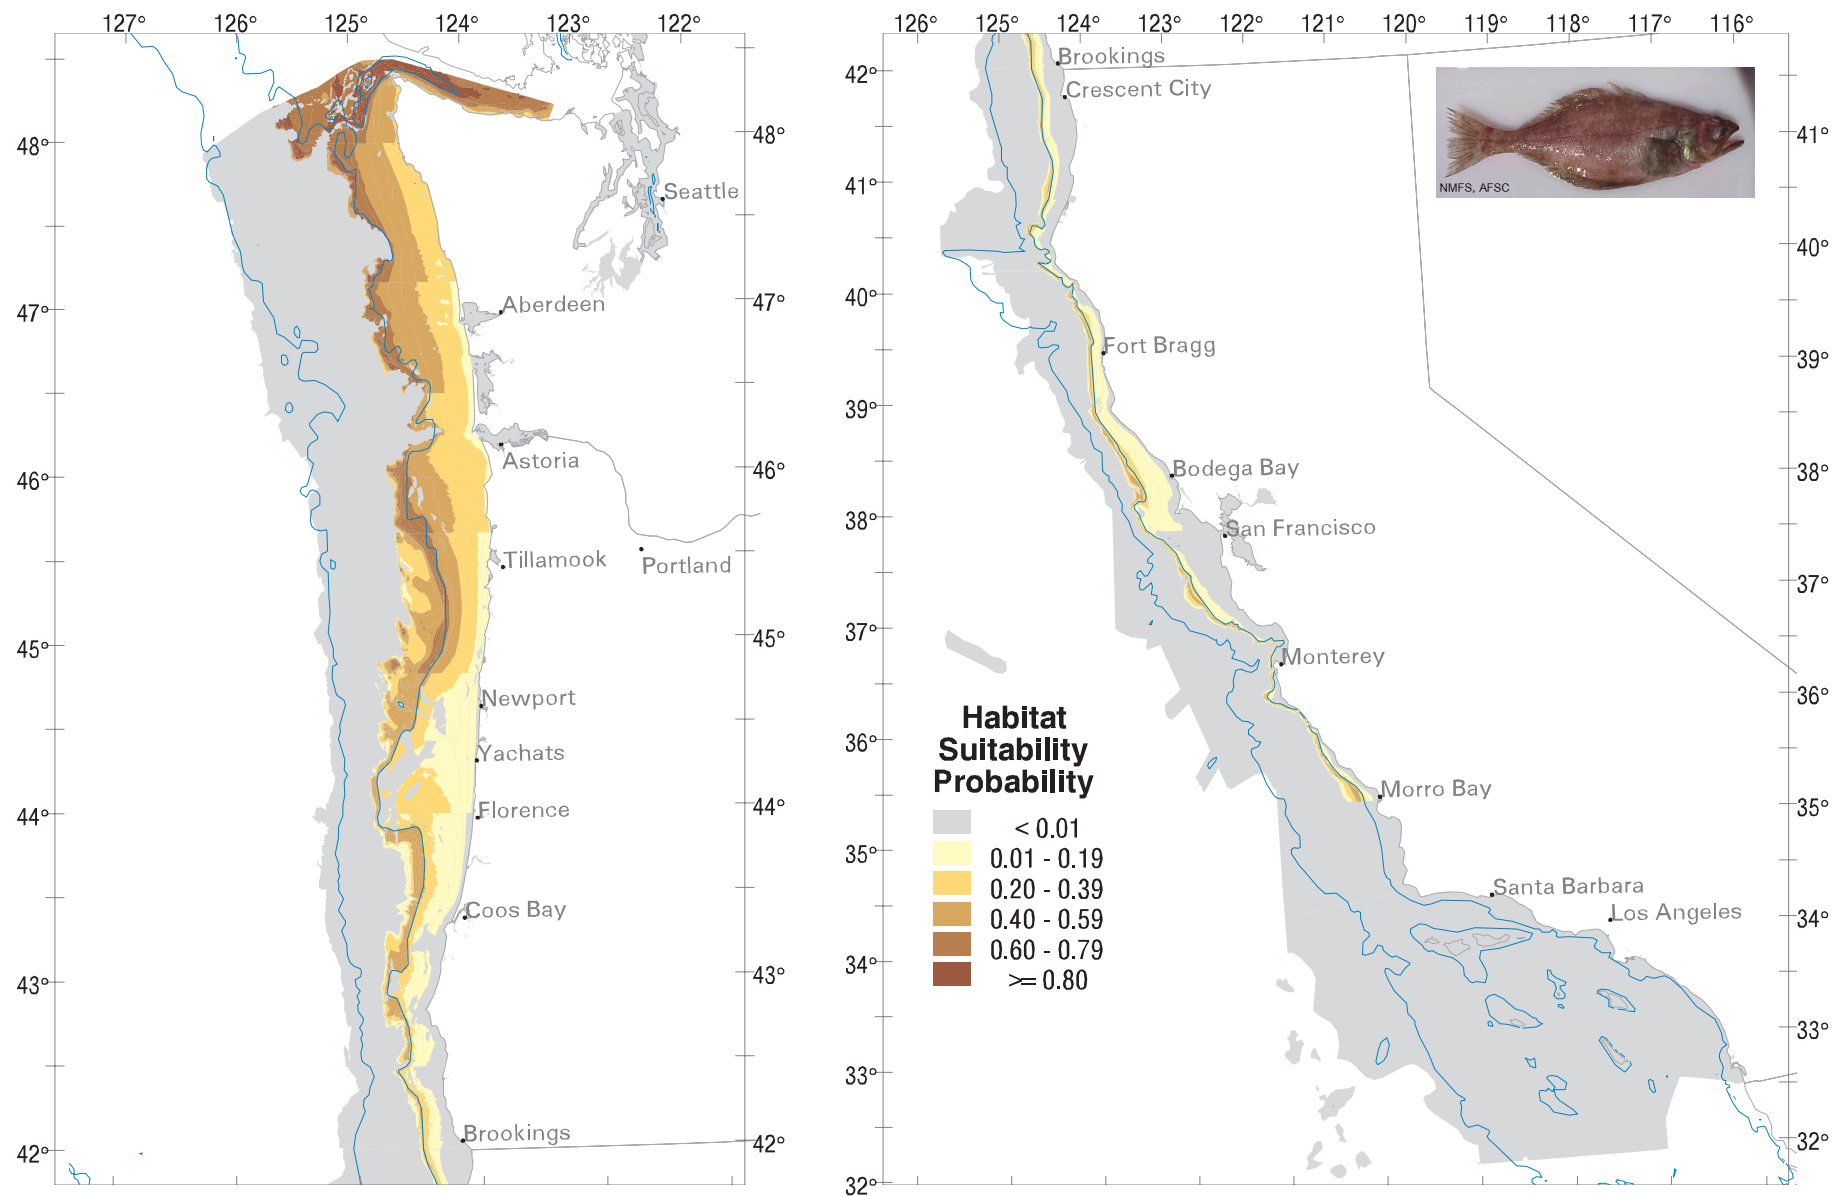 127° 126° 125° 124° 123° 122°
48°
47°
46°
45°
44°
43°
42°
48°
47°
46°
45°
44°
43°
42°
Seattle
Aberdeen
Astoria
Tillamook
Portland
Newport
Yachats
Florence
Coos Bay
Brookings
126° 125° 124° 123° 122° 121° 120° 119° 118° 117° 116°
42°
41°
40°
39°
38°
37°
36°
35°
34°
33°
32°
41°
40°
39°
38°
37°
36°
35°
34°
33°
32°
Brookings
Crescent City
Fort Bragg
Bodega Bay
San Francisco
Monterey
Morro Bay
Santa Barbara
Los Angeles
NMFS, AFSC
Habitat
Suitability
Probability
< 0.01
0.01 - 0.19
0.20 - 0.39
0.40 - 0.59
0.60 - 0.79
>= 0.80